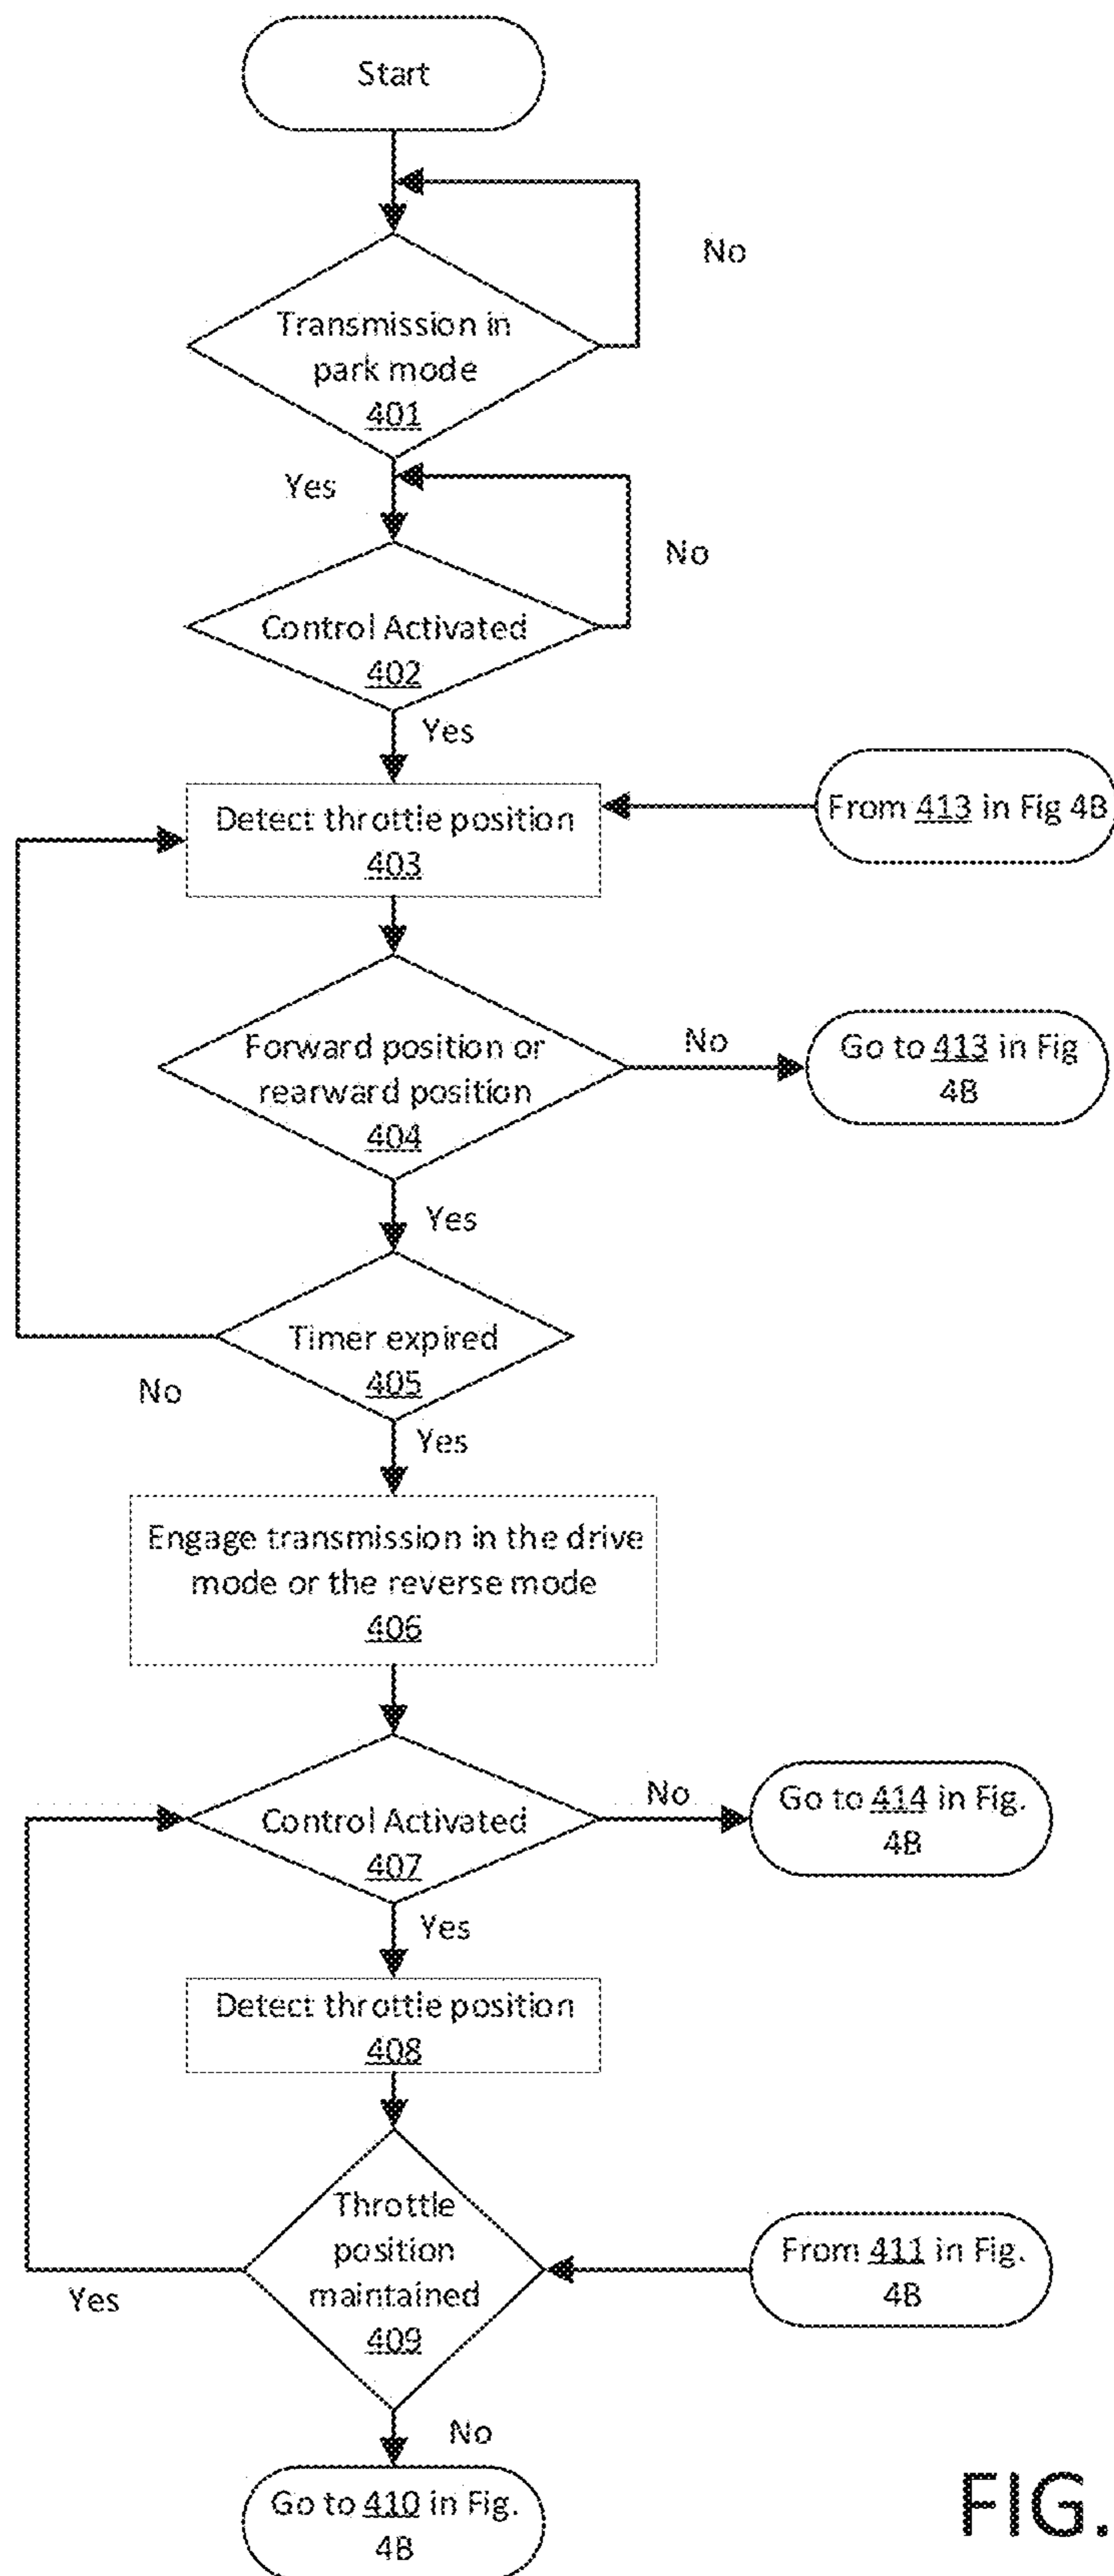 Start
No
Transmission in
park mode
401
Yes
No
Control Activated
402
Yes
Detect throttle position
403
From 413 in Fig 4B
Forward position or
rearward position
404
No
Go to 413 in Fig
4B
Yes
Timer expired
405
No
Yes
Engage transmission in the drive
mode or the reverse mode
406
Control Activated
407
No
Go to 414 in Fig.
4B
Yes
Detect throttle position
408
Throttle
position
maintained
409
From 411 in Fig.
4B
Yes
No
Go to 410 in Fig.
4B
FIG.